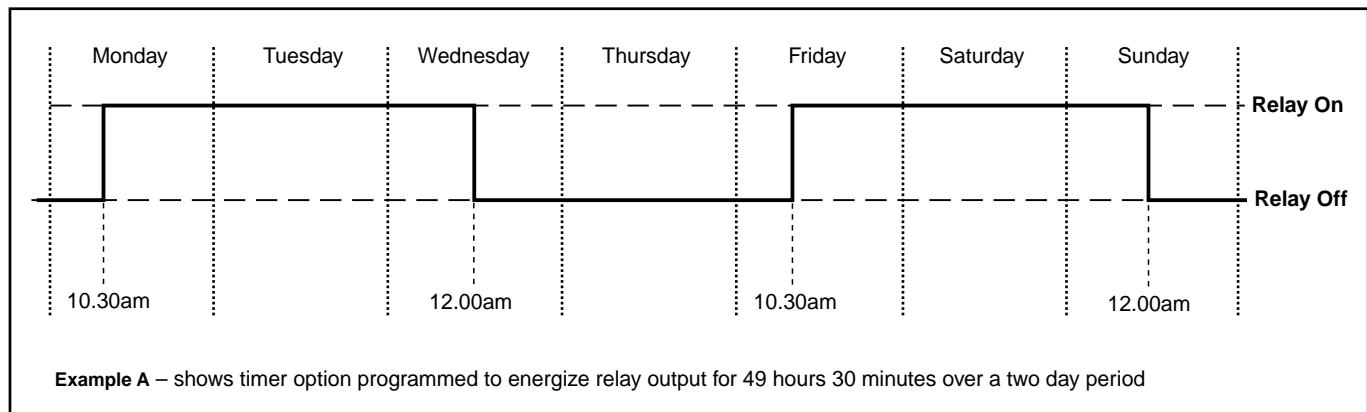 Monday Tuesday Wednesday Thursday Friday Saturday Sunday
Relay On
Relay Off
10.30am 12.00am 10.30am 12.00am
Example A – shows timer option programmed to energize relay output for 49 hours 30 minutes over a two day period